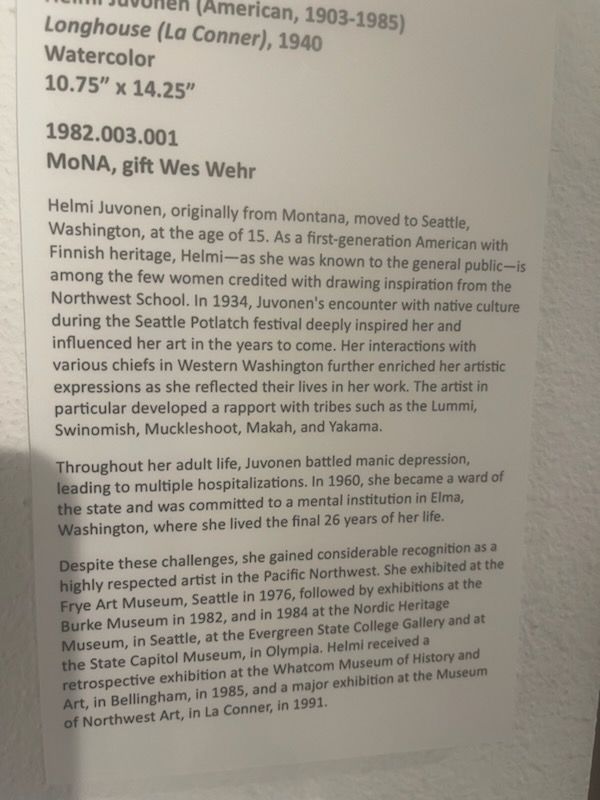 Helmi Juvonen (American, 1903-1985)
Longhouse (La Conner), 1940
Watercolor
10.75” x 14.25”
1982.003.001
MoNA, gift Wes Wehr
Helmi Juvonen, originally from Montana, moved to Seattle,
Washington, at the age of 15. As a first-generation American with
Finnish heritage, Helmi—as she was known to the general public—is
among the few women credited with drawing inspiration from the
Northwest School. In 1934, Juvonen's encounter with native culture
during the Seattle Potlatch festival deeply inspired her and
influenced her art in the years to come. Her interactions with
various chiefs in Western Washington further enriched her artistic
expressions as she reflected their lives in her work. The artist in
particular developed a rapport with tribes such as the Lummi,
Swinomish, Muckleshoot, Makah, and Yakama.
Throughout her adult life, Juvonen battled manic depression,
leading to multiple hospitalizations. In 1960, she became a ward of
the state and was committed to a mental institution in Elma,
Washington, where she lived the final 26 years of her life.
Despite these challenges, she gained considerable recognition as a
highly respected artist in the Pacific Northwest. She exhibited at the
Frye Art Museum, Seattle in 1976, followed by exhibitions at the
Burke Museum in 1982, and in 1984 at the Nordic Heritage
Museum, in Seattle, at the Evergreen State College Gallery and at
the State Capitol Museum, in Olympia. Helmi received a
retrospective exhibition at the Whatcom Museum of History and
Art, in Bellingham, in 1985, and a major exhibition at the Museum
of Northwest Art, in La Conner, in 1991.